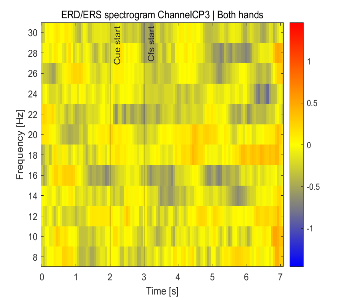 ERD/ERS spectrogram ChannelCP3 | Both hands
Cue start
Cfs start
Frequency [Hz]
30
28
26
24
22
20
18
16
14
12
10
8
0 1 2 3 4 5 6 7
Time [s]
1
0.5
0
-0.5
-1